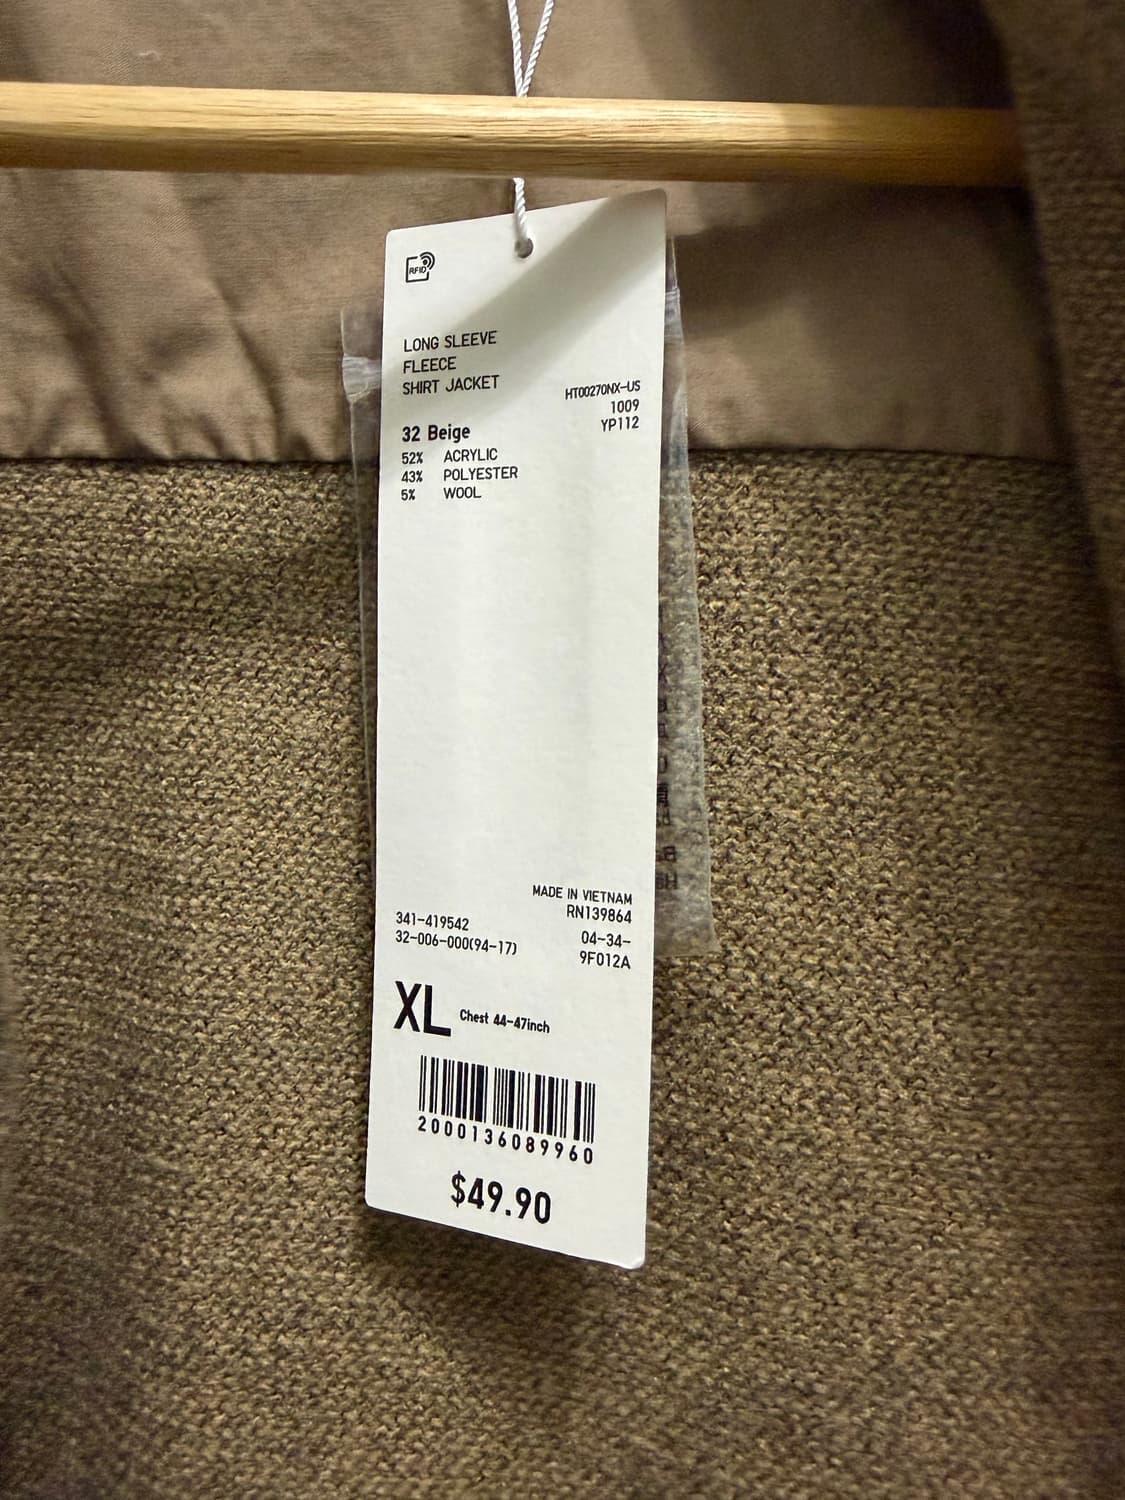 RFID
LONG SLEEVE
FLEECE
SHIRT JACKET
HT00270NX-US
1009
YP112
32 Beige
52% ACRYLIC
43% POLYESTER
5% WOOL
MADE IN VIETNAM
RN139864
341-419542
32-006-000(94-17)
04-34-
9F012A
XL Chest 44-47inch
2000136089960
$49.90